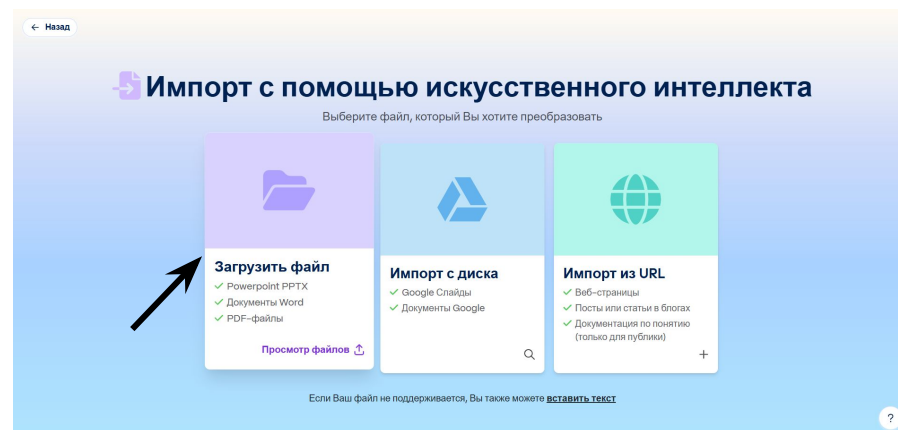 ← Назад
Импорт с помощью искусственного интеллекта
Выберите файл, который Вы хотите преобразовать
Загрузить файл
Powerpoint PPTX
Документы Word
PDF-файлы
Просмотр файлов
Импорт с диска
Google Слайды
Документы Google
Импорт из URL
Веб-страницы
Посты или статьи в блогах
Документация по понятию
(только для публики)
+
Если Ваш файл не поддерживается, Вы также можете вставить текст
?